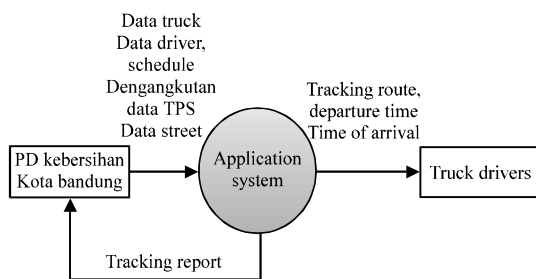 Data truck
Data driver,
schedule
Dengangkutan
data TPS
Data street
Tracking route,
departure time
Time of arrival
PD kebersihan
Kota bandung
Application
system
Truck drivers
Tracking report